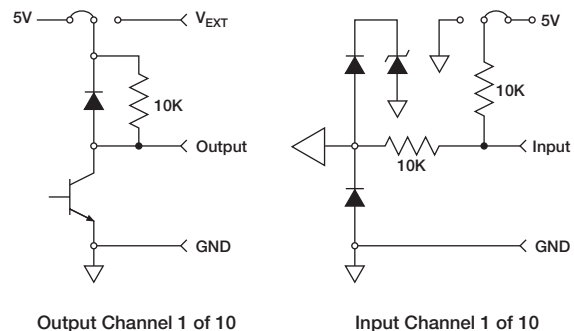 5V
V_EXT
10K
Output
GND
Output Channel 1 of 10
5V
10K
10K
Input
GND
Input Channel 1 of 10